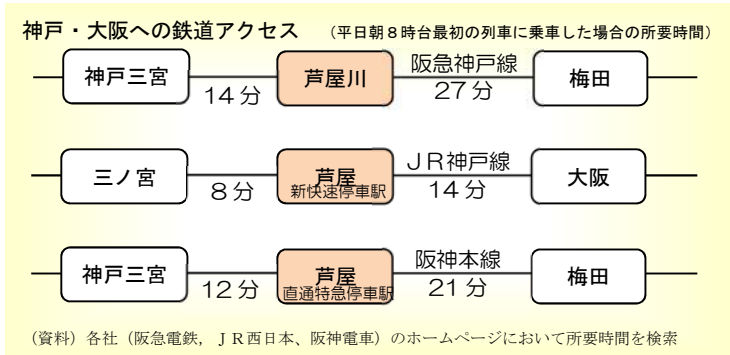 神戸・大阪への鉄道アクセス （平日朝８時台最初の列車に乗車した場合の所要時間）
神戸三宮 14分 芦屋川 阪急神戸線 27分 梅田
三ノ宮 8分 芦屋 新快速停車駅 ＪＲ神戸線 14分 大阪
神戸三宮 12分 芦屋 直通特急停車駅 阪神本線 21分 梅田
（資料）各社（阪急電鉄，ＪＲ西日本、阪神電車）のホームページにおいて所要時間を検索